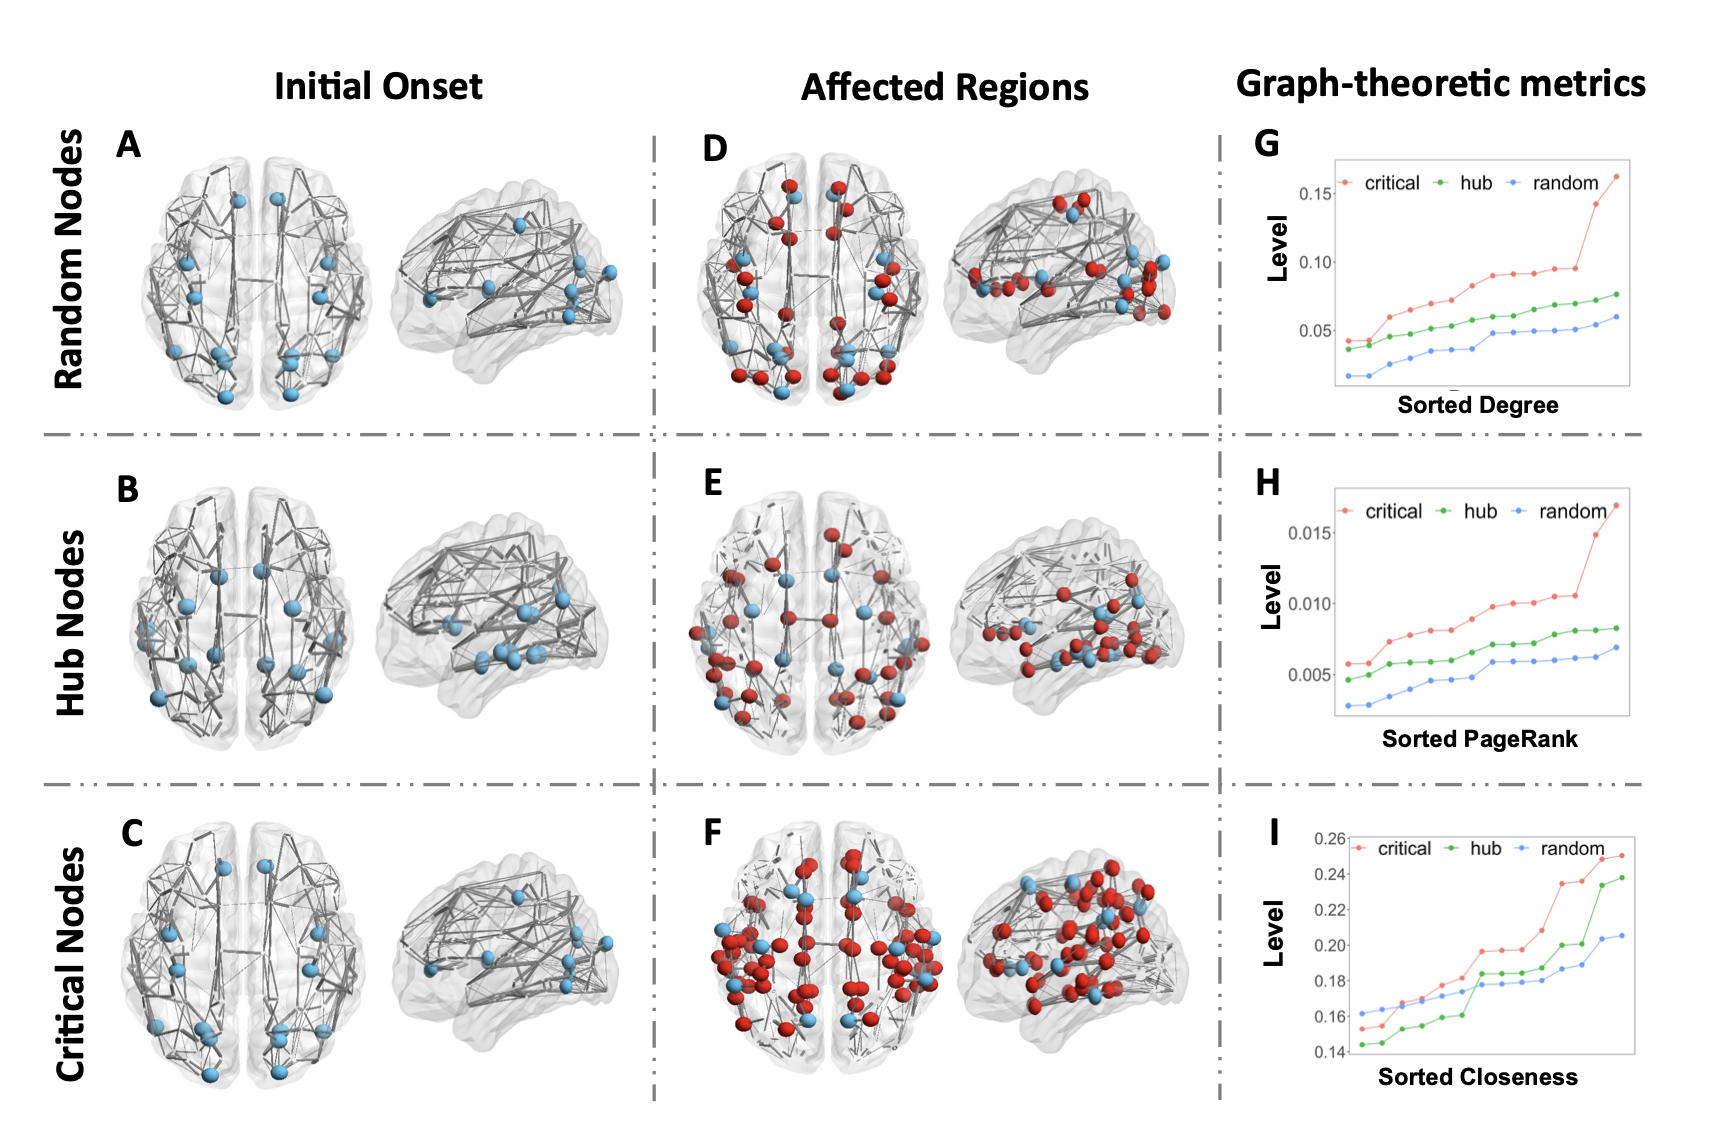 Initial Onset
Affected Regions
Graph-theoretic metrics
Random Nodes
A
D
G
critical hub random
0.15
0.10
0.05
Level
Sorted Degree
Hub Nodes
B
E
H
critical hub random
0.015
0.010
0.005
Level
Sorted PageRank
Critical Nodes
C
F
I
critical hub random
0.26
0.24
0.22
0.20
0.18
0.16
0.14
Level
Sorted Closeness